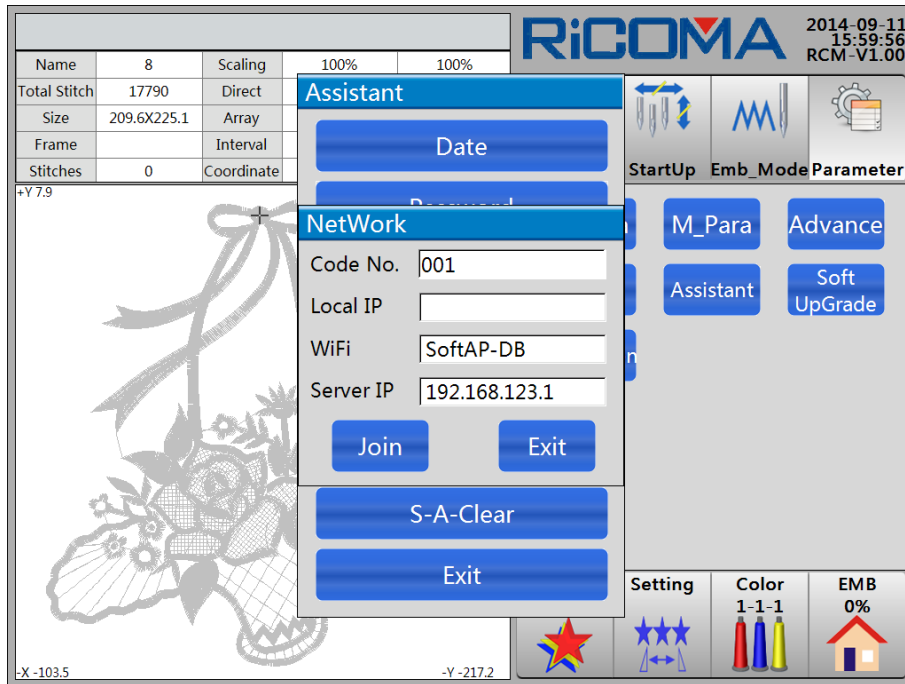 RiCOMA
2014-09-11
15:59:56
RCM-V1.00
Name 8 Scaling 100% 100%
Total Stitch 17790 Direct
Size 209.6X225.1 Array
Frame Interval
Stitches 0 Coordinate
StartUp Emb_Mode Parameter
+Y 7.9
Assistant
Date
Password
NetWork
Code No. 001
Local IP
WiFi SoftAP-DB
Server IP 192.168.123.1
Join Exit
S-A-Clear
Exit
M_Para Advance
Assistant Soft
UpGrade
n
Setting Color EMB
1-1-1 0%
-X -103.5 -Y -217.2